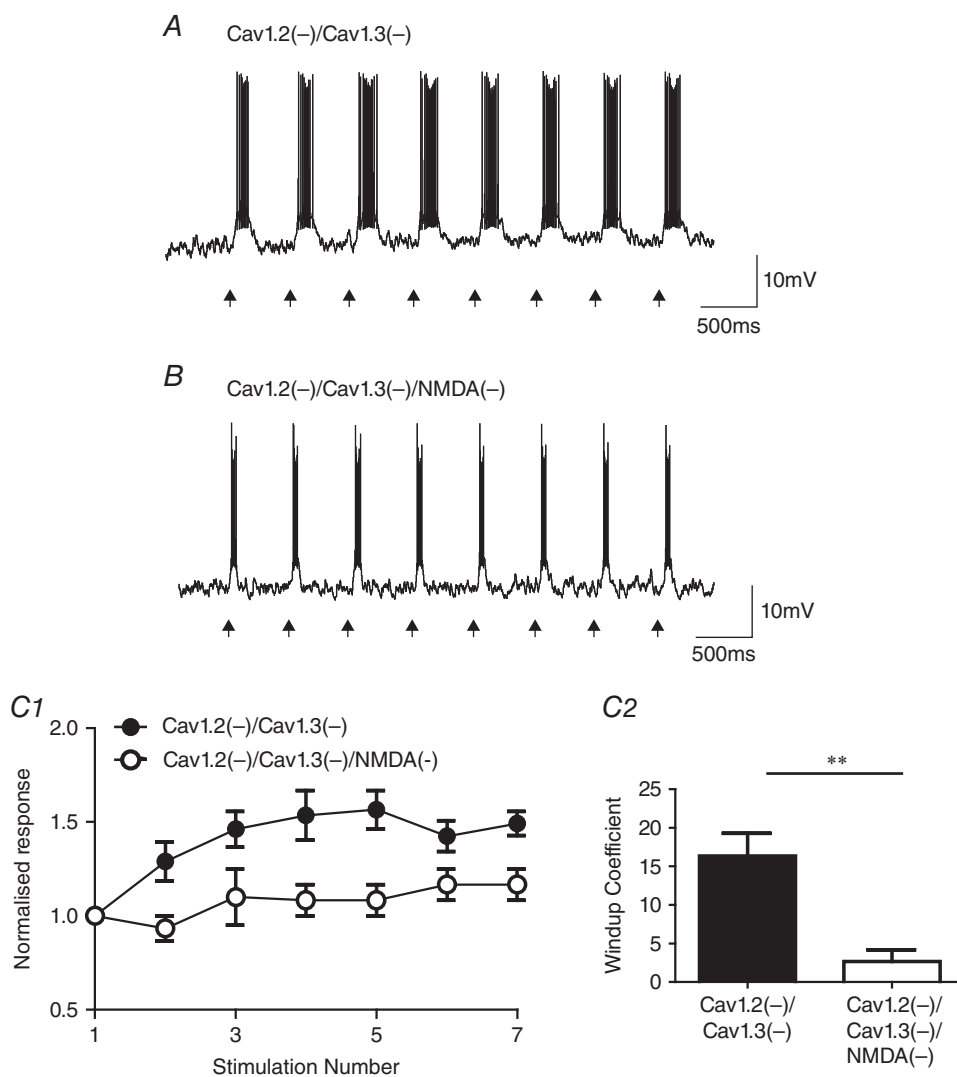 A Cav1.2(–)/Cav1.3(–)
10mV
500ms
B Cav1.2(–)/Cav1.3(–)/NMDA(–)
10mV
500ms
C1
2.0
Cav1.2(–)/Cav1.3(–)
Cav1.2(–)/Cav1.3(–)/NMDA(-)
1.5
1.0
0.5
Normalised response
1 3 5 7
Stimulation Number
C2
**
25
20
15
10
5
0
Windup Coefficient
Cav1.2(–)/
Cav1.3(–)
Cav1.2(–)/
Cav1.3(–)/
NMDA(–)